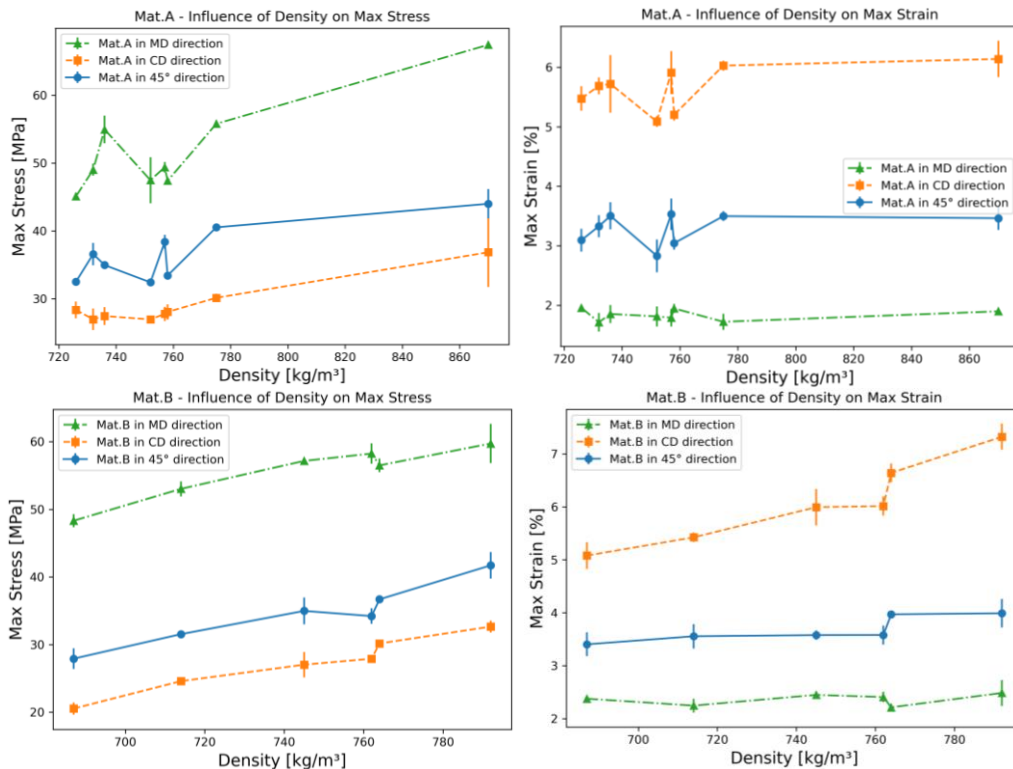 Mat.A - Influence of Density on Max Stress
Mat.A in MD direction
Mat.A in CD direction
Mat.A in 45° direction
Max Stress [MPa]
60
50
40
30
720 740 760 780 800 820 840 860
Density [kg/m³]
Mat.A - Influence of Density on Max Strain
Max Strain [%]
6
5
4
3
2
Mat.A in MD direction
Mat.A in CD direction
Mat.A in 45° direction
720 740 760 780 800 820 840 860
Density [kg/m³]
Mat.B - Influence of Density on Max Stress
Mat.B in MD direction
Mat.B in CD direction
Mat.B in 45° direction
Max Stress [MPa]
60
50
40
30
20
700 720 740 760 780
Density [kg/m³]
Mat.B - Influence of Density on Max Strain
Mat.B in MD direction
Mat.B in CD direction
Mat.B in 45° direction
Max Strain [%]
7
6
5
4
3
2
700 720 740 760 780
Density [kg/m³]